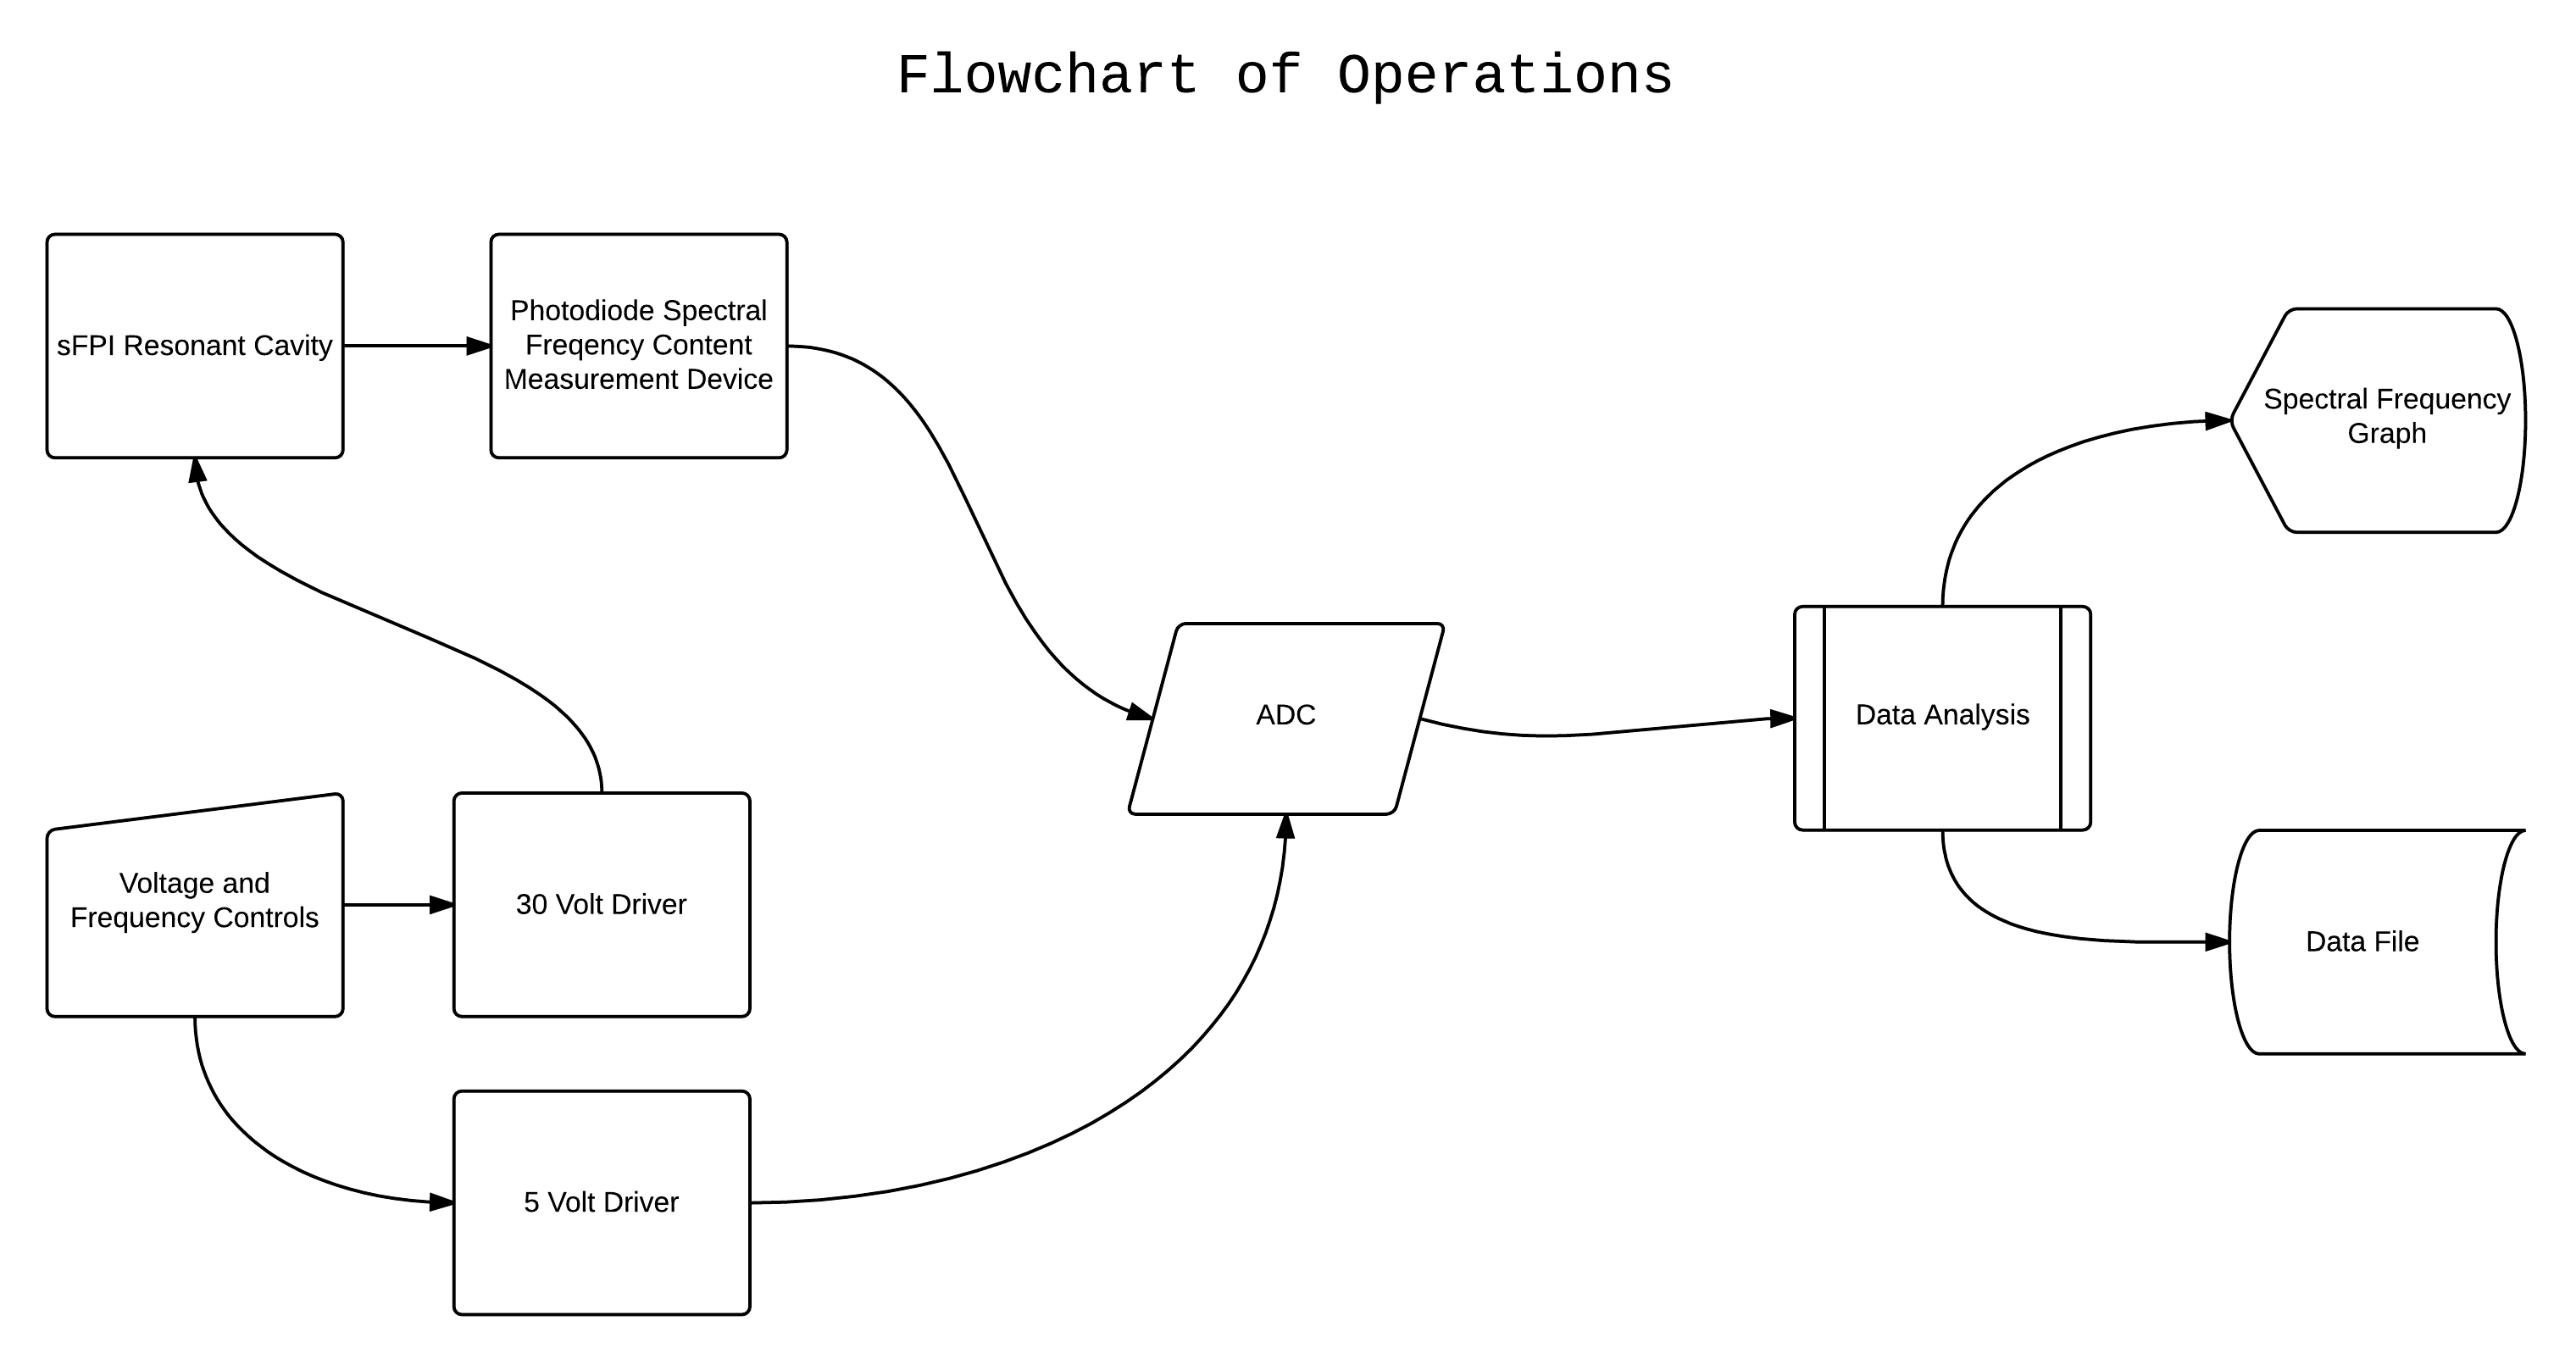 Flowchart of Operations
sFPI Resonant Cavity
Photodiode Spectral
Freqency Content
Measurement Device
Spectral Frequency
Graph
ADC
Data Analysis
Voltage and
Frequency Controls
30 Volt Driver
Data File
5 Volt Driver